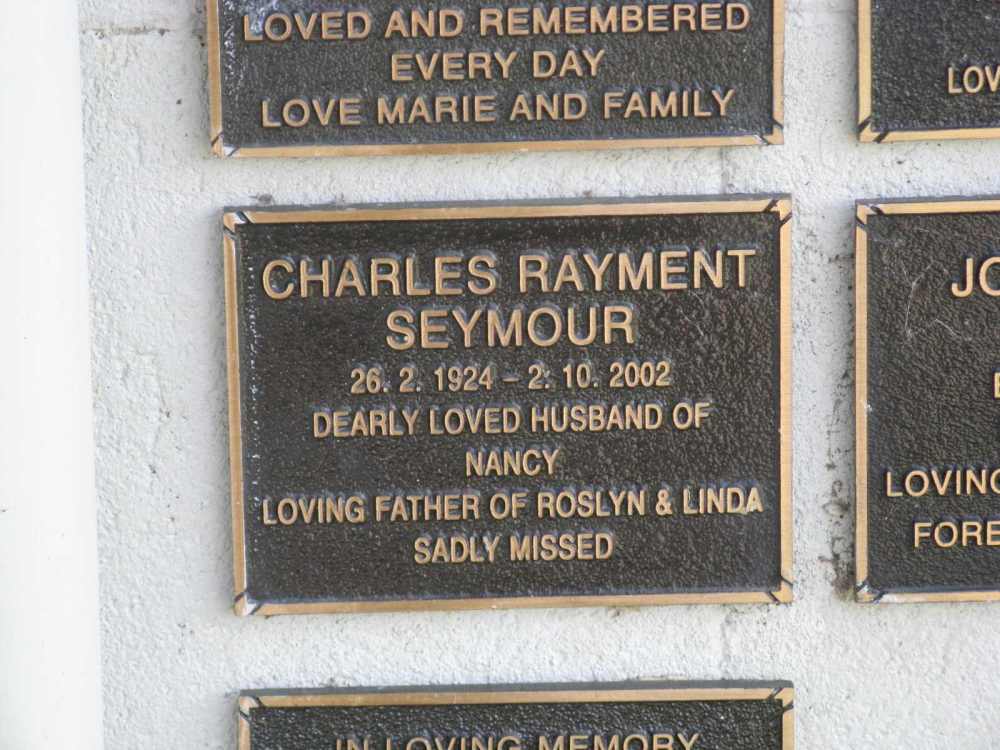 LOVED AND REMEMBERED
EVERY DAY
LOVE MARIE AND FAMILY
LOV
CHARLES RAYMENT
SEYMOUR
26. 2. 1924 – 2. 10. 2002
DEARLY LOVED HUSBAND OF
NANCY
LOVING FATHER OF ROSLYN & LINDA
SADLY MISSED
JO
LOVING
FORE
IN LOVING MEMORY